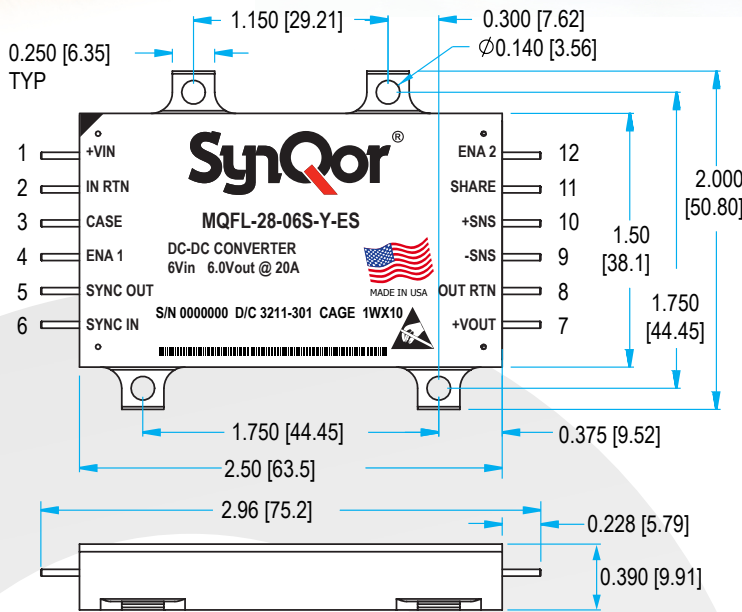 1.150 [29.21]
0.300 [7.62]
0.250 [6.35]
TYP
Ø0.140 [3.56]
SynQor®
1 +VIN
2 IN RTN
3 CASE
4 ENA 1
5 SYNC OUT
6 SYNC IN
ENA 2 12
SHARE 11
+SNS 10
-SNS 9
OUT RTN 8
+VOUT 7
MQFL-28-06S-Y-ES
DC-DC CONVERTER
6Vin 6.0Vout @ 20A
MADE IN USA
S/N 0000000 D/C 3211-301 CAGE 1WX10
2.000
[50.80]
1.50
[38.1]
1.750
[44.45]
1.750 [44.45]
0.375 [9.52]
2.50 [63.5]
2.96 [75.2]
0.228 [5.79]
0.390 [9.91]